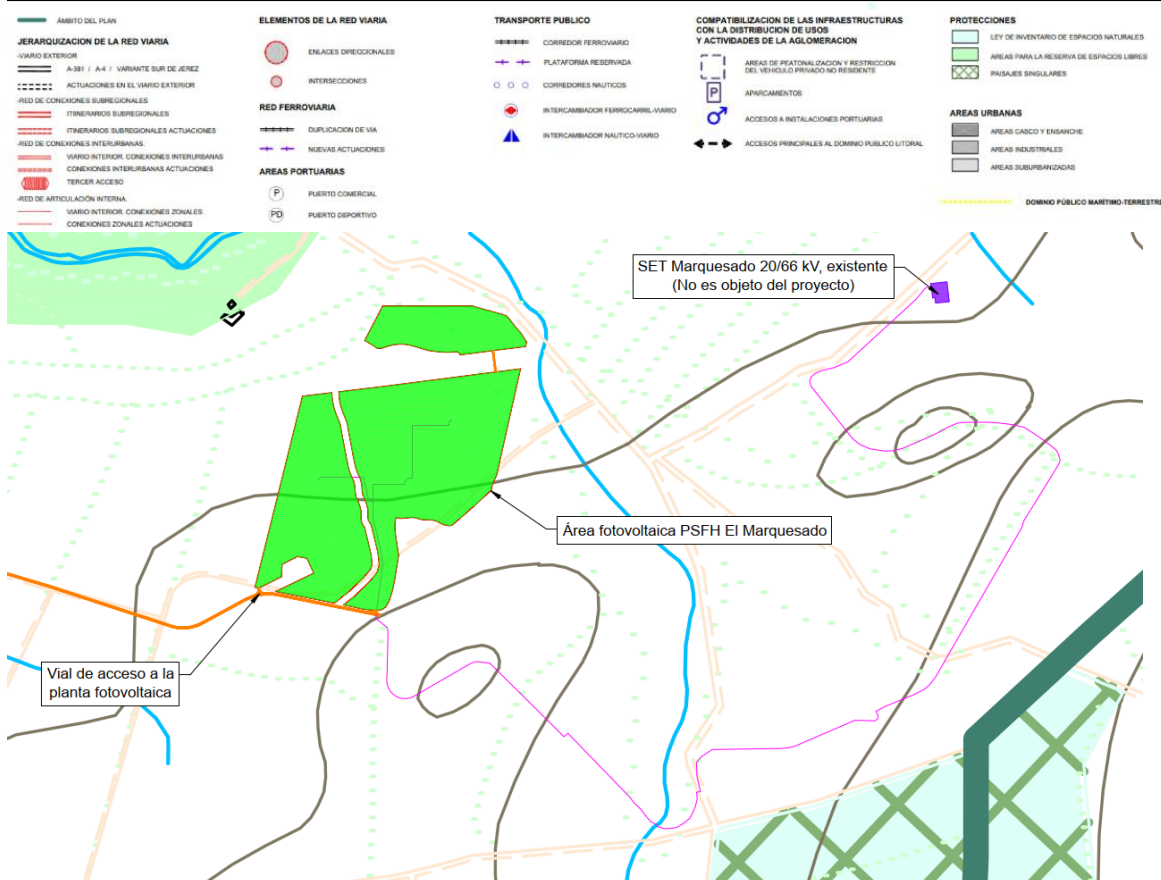 ÁMBITO DEL PLAN
JERARQUIZACION DE LA RED VIARIA
-VIARIO EXTERIOR
A-381 / A-4 / VARIANTE SUR DE JEREZ
ACTUACIONES EN EL VIARIO EXTERIOR
-RED DE CONEXIONES SUBREGIONALES
ITINERARIOS SUBREGIONALES
ITINERARIOS SUBREGIONALES ACTUACIONES
-RED DE CONEXIONES INTERURBANAS.
VIARIO INTERIOR. CONEXIONES INTERURBANAS
CONEXIONES INTERURBANAS ACTUACIONES
TERCER ACCESO
-RED DE ARTICULACIÓN INTERNA.
VIARIO INTERIOR. CONEXIONES ZONALES
CONEXIONES ZONALES ACTUACIONES
ELEMENTOS DE LA RED VIARIA
ENLACES DIRECCIONALES
INTERSECCIONES
RED FERROVIARIA
DUPLICACION DE VIA
NUEVAS ACTUACIONES
AREAS PORTUARIAS
P PUERTO COMERCIAL
PD PUERTO DEPORTIVO
TRANSPORTE PUBLICO
CORREDOR FERROVIARIO
PLATAFORMA RESERVADA
CORREDORES NAUTICOS
INTERCAMBIADOR FERROCARRIL-VIARIO
INTERCAMBIADOR NAUTICO-VIARIO
COMPATIBILIZACION DE LAS INFRAESTRUCTURAS
CON LA DISTRIBUCION DE USOS
Y ACTIVIDADES DE LA AGLOMERACION
AREAS DE PEATONALIZACION Y RESTRICCION
DEL VEHICULO PRIVADO NO RESIDENTE
P APARCAMIENTOS
ACCESOS A INSTALACIONES PORTUARIAS
ACCESOS PRINCIPALES AL DOMINIO PUBLICO LITORAL
PROTECCIONES
LEY DE INVENTARIO DE ESPACIOS NATURALES
AREAS PARA LA RESERVA DE ESPACIOS LIBRES
PAISAJES SINGULARES
AREAS URBANAS
AREAS CASCO Y ENSANCHE
AREAS INDUSTRIALES
AREAS SUBURBANIZADAS
DOMINIO PÚBLICO MARÍTIMO-TERRESTRE
SET Marquesado 20/66 kV, existente
(No es objeto del proyecto)
Área fotovoltaica PSFH El Marquesado
Vial de acceso a la
planta fotovoltaica